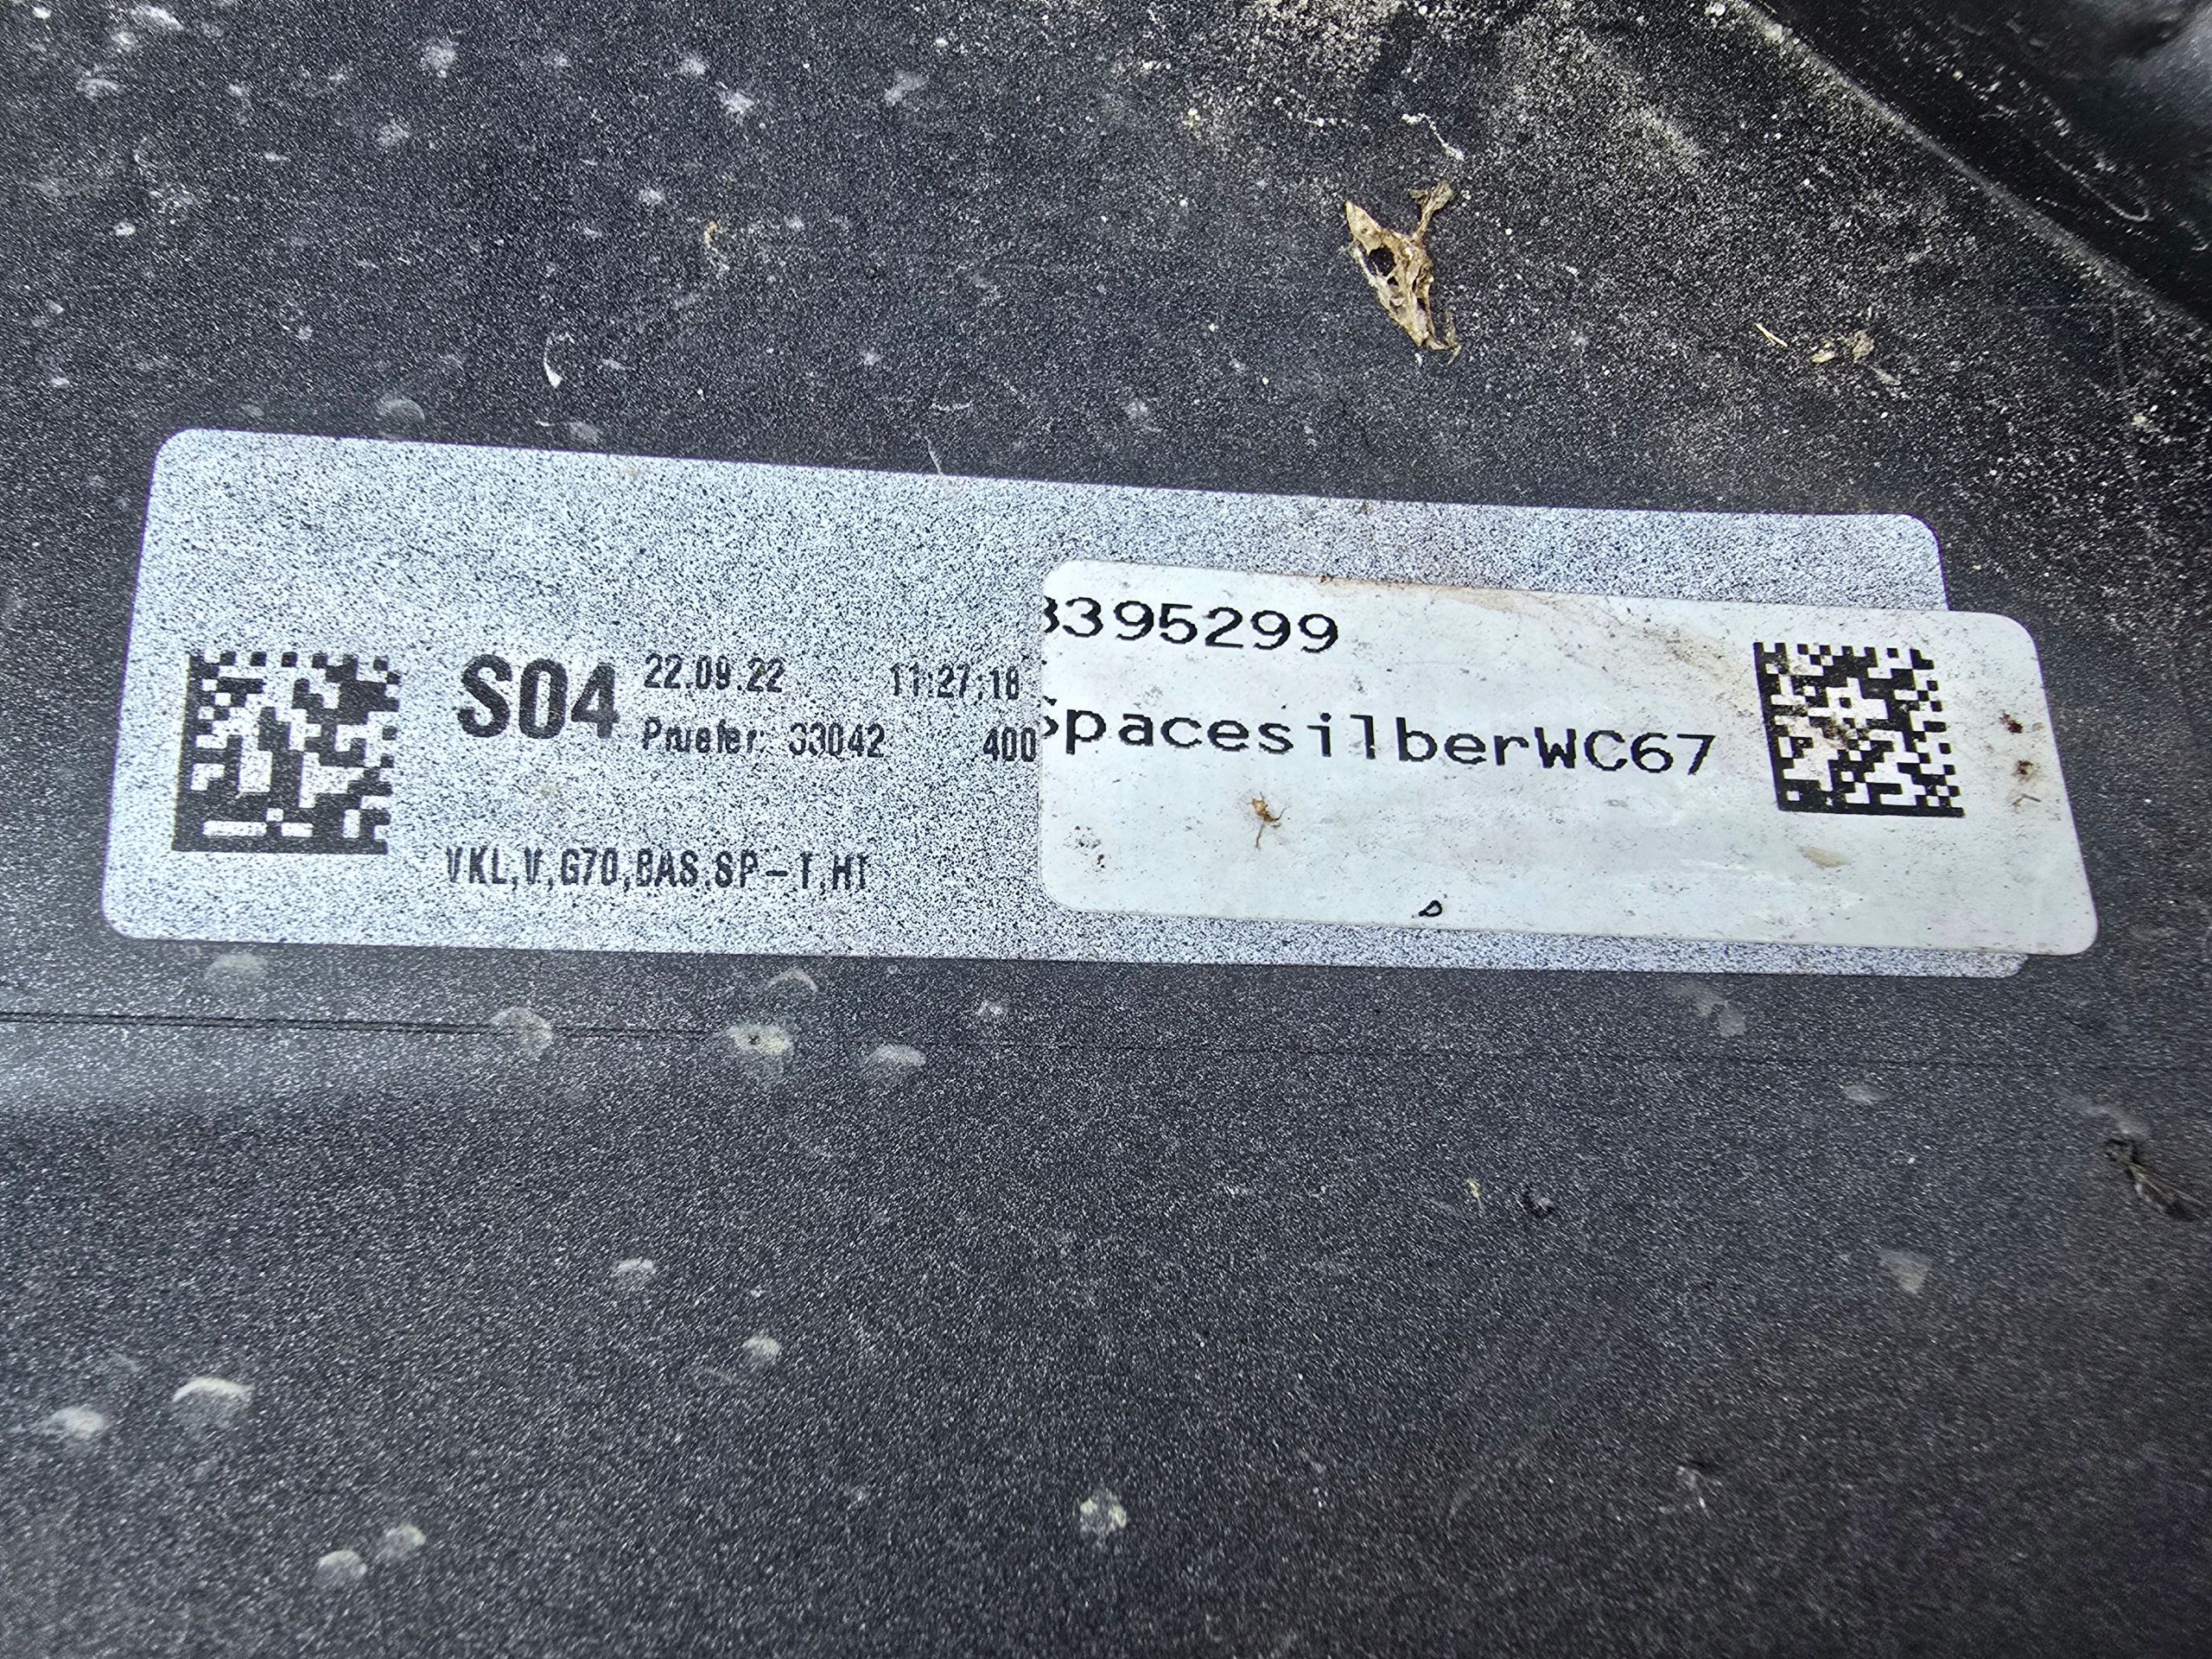 S04 22.09.22 11:27:18
Pruefer: 33042 400
VKL,V,G70,BAS,SP-T,HT
3395299
SpacesilberWC67